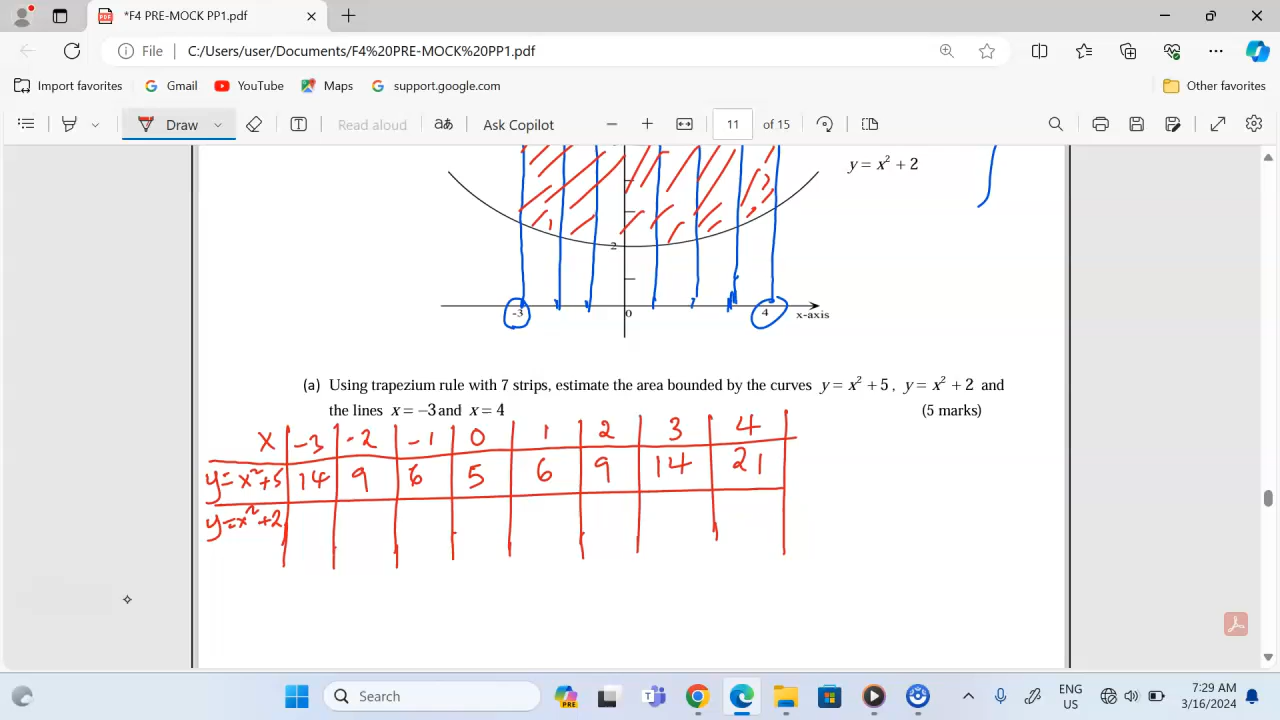 *F4 PRE-MOCK PP1.pdf
File C:/Users/user/Documents/F4%20PRE-MOCK%20PP1.pdf
Import favorites Gmail YouTube Maps support.google.com Other favorites
Draw aあ Read aloud Ask Copilot 11 of 15
y = x² + 2
2
-3 0 4 x-axis
(a) Using trapezium rule with 7 strips, estimate the area bounded by the curves y = x² + 5 , y = x² + 2 and
the lines x = −3 and x = 4 (5 marks)
x -3 -2 -1 0 1 2 3 4
y=x²+5 14 9 6 5 6 9 14 21
y=x²+2
Search PRE ENG 7:29 AM
US 3/16/2024